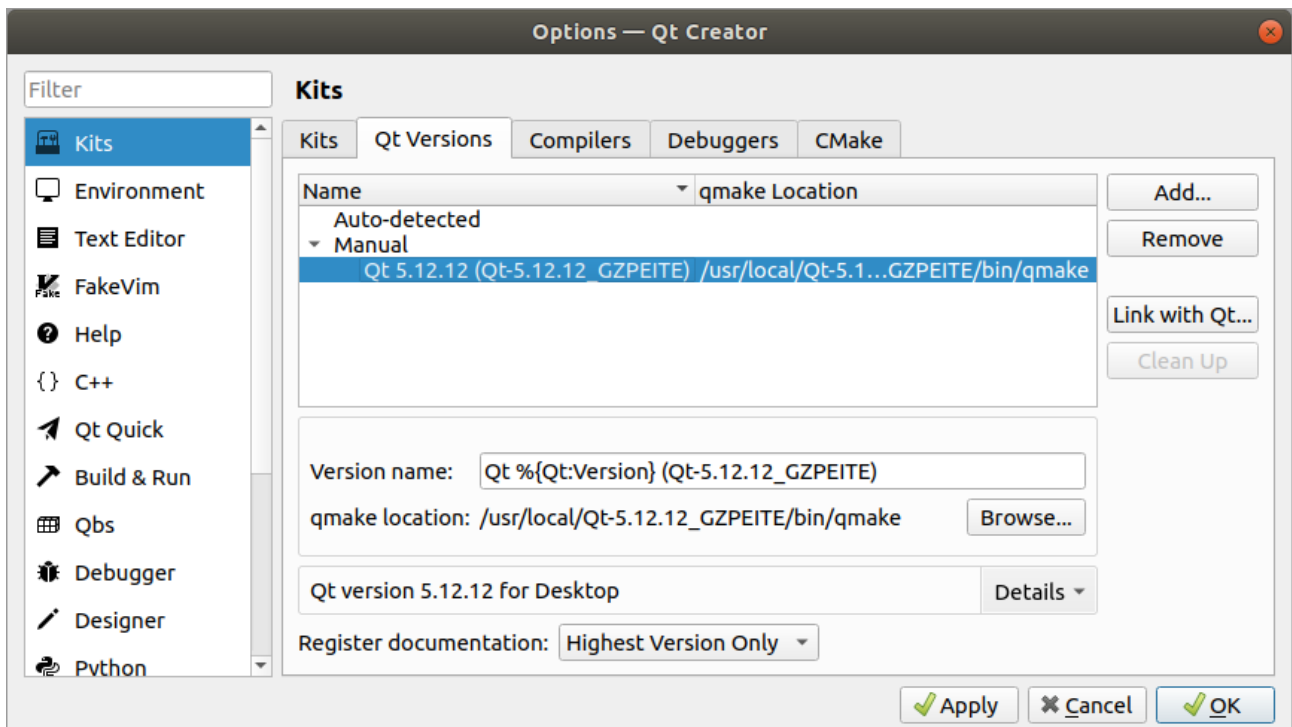 Options — Qt Creator
Filter
Kits
Environment
Text Editor
Fake
FakeVim
Help
{} C++
Qt Quick
Build & Run
Qbs
Debugger
Designer
Python
Kits
Kits Qt Versions Compilers Debuggers CMake
Name qmake Location
Auto-detected
Manual
Qt 5.12.12 (Qt-5.12.12_GZPEITE) /usr/local/Qt-5.1...GZPEITE/bin/qmake
Add...
Remove
Link with Qt...
Clean Up
Version name: Qt %{Qt:Version} (Qt-5.12.12_GZPEITE)
qmake location: /usr/local/Qt-5.12.12_GZPEITE/bin/qmake Browse...
Qt version 5.12.12 for Desktop Details
Register documentation: Highest Version Only
Apply Cancel OK